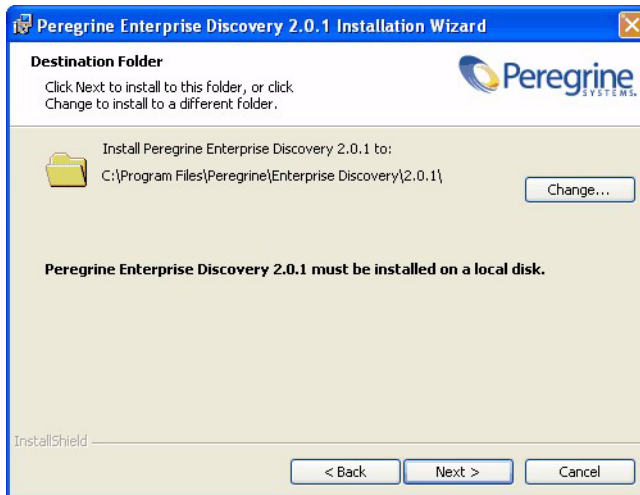 Peregrine Enterprise Discovery 2.0.1 Installation Wizard
Destination Folder
Click Next to install to this folder, or click
Change to install to a different folder.
Peregrine
SYSTEMS.
Install Peregrine Enterprise Discovery 2.0.1 to:
C:\Program Files\Peregrine\Enterprise Discovery\2.0.1\
Change...
Peregrine Enterprise Discovery 2.0.1 must be installed on a local disk.
InstallShield
< Back
Next >
Cancel